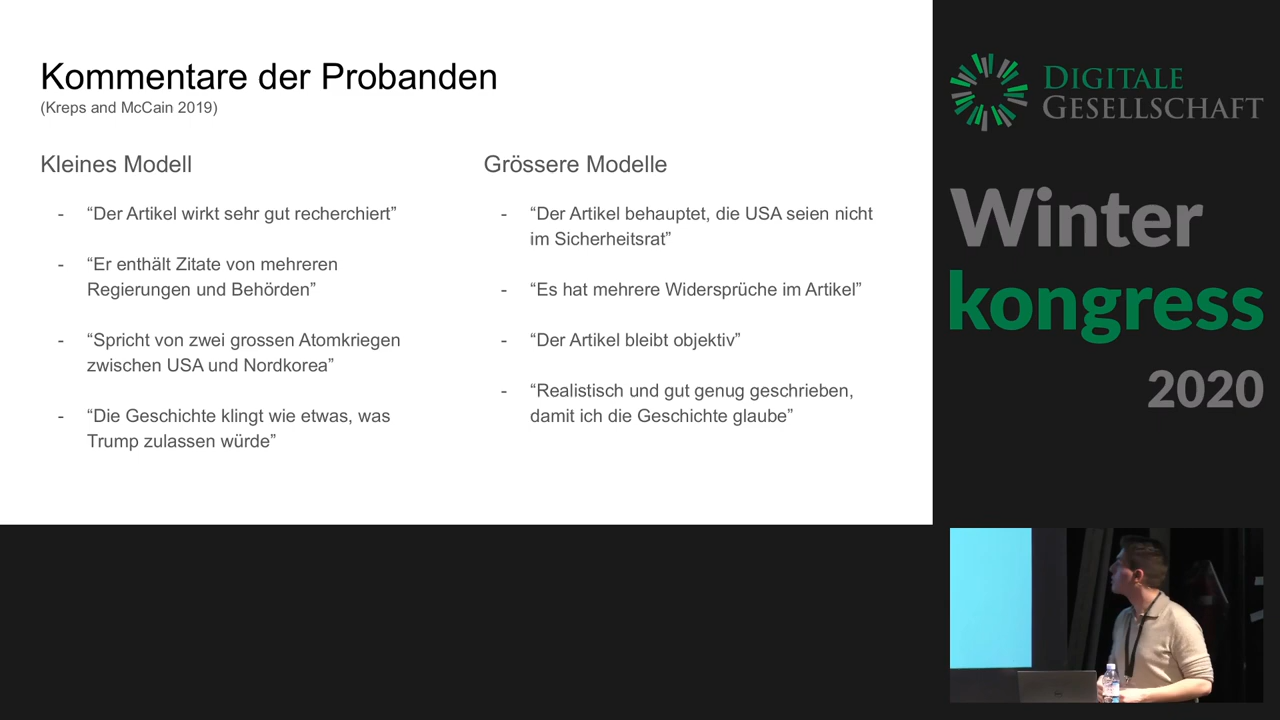 Kommentare der Probanden
(Kreps and McCain 2019)
Kleines Modell
- “Der Artikel wirkt sehr gut recherchiert”
- “Er enthält Zitate von mehreren
Regierungen und Behörden”
- “Spricht von zwei grossen Atomkriegen
zwischen USA und Nordkorea”
- “Die Geschichte klingt wie etwas, was
Trump zulassen würde”
Grössere Modelle
- “Der Artikel behauptet, die USA seien nicht
im Sicherheitsrat”
- “Es hat mehrere Widersprüche im Artikel”
- “Der Artikel bleibt objektiv”
- “Realistisch und gut genug geschrieben,
damit ich die Geschichte glaube”
DIGITALE
GESELLSCHAFT
Winter
kongress
2020